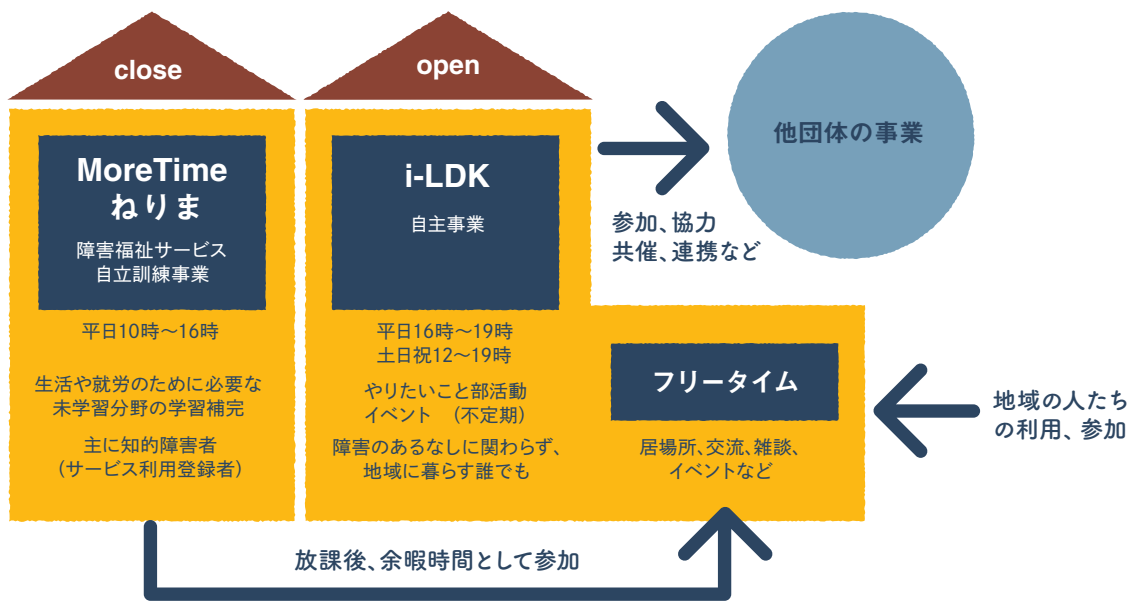 close
MoreTime
ねりま
障害福祉サービス
自立訓練事業
平日10時〜16時
生活や就労のために必要な
未学習分野の学習補完
主に知的障害者
（サービス利用登録者）
open
i-LDK
自主事業
平日16時〜19時
土日祝12〜19時
やりたいこと部活動
イベント （不定期）
障害のあるなしに関わらず、
地域に暮らす誰でも
他団体の事業
参加、協力
共催、連携など
フリータイム
居場所、交流、雑談、
イベントなど
地域の人たち
の利用、参加
放課後、余暇時間として参加